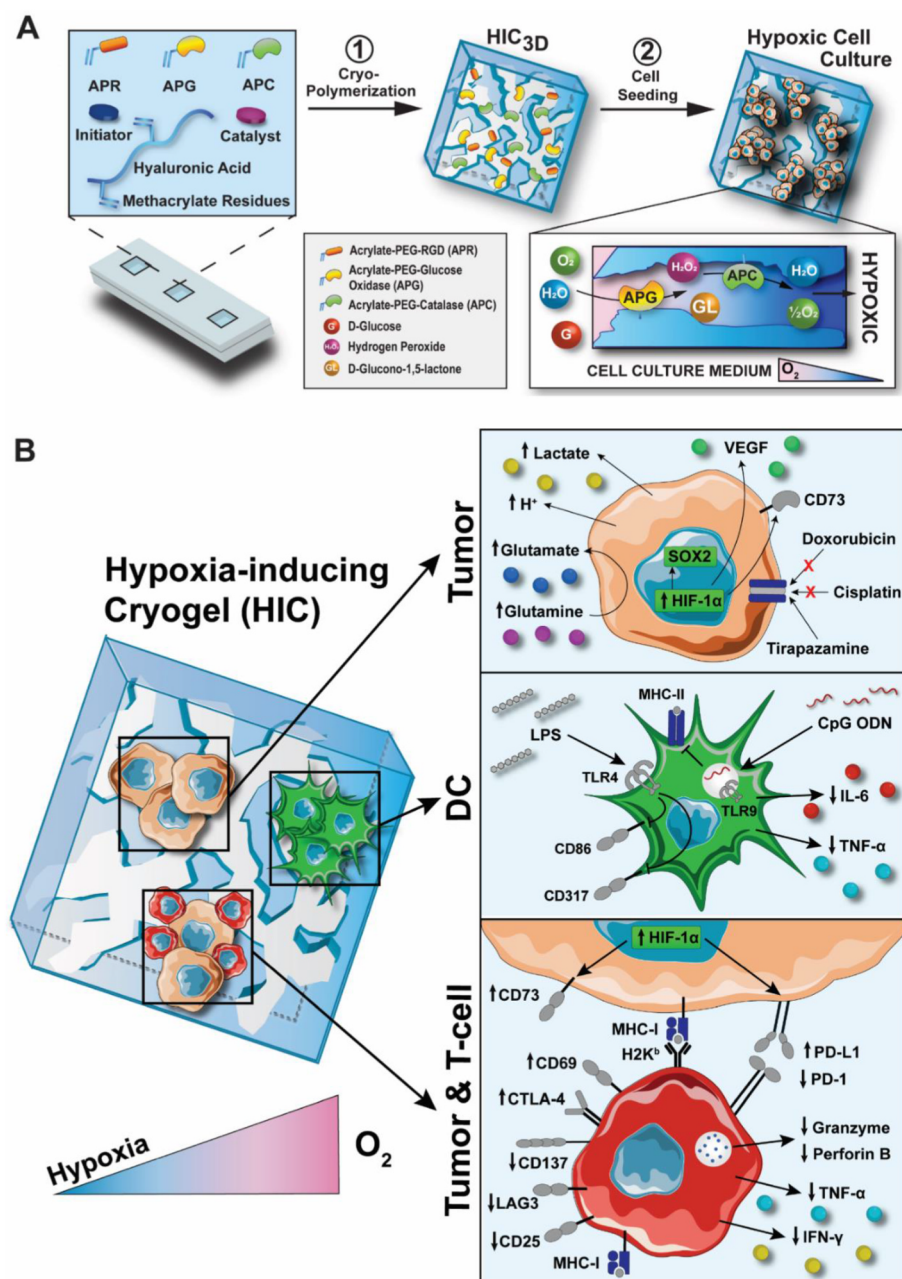 A
APR
APG
APC
Initiator
Catalyst
Hyaluronic Acid
Methacrylate Residues
①
Cryo-
Polymerization
HIC3D
②
Cell
Seeding
Hypoxic Cell
Culture
Acrylate-PEG-RGD (APR)
Acrylate-PEG-Glucose
Oxidase (APG)
Acrylate-PEG-Catalase (APC)
G D-Glucose
H₂O₂ Hydrogen Peroxide
GL D-Glucono-1,5-lactone
O₂
H₂O
G
APG
H₂O₂
GL
APC
H₂O
½O₂
HYPOXIC
CELL CULTURE MEDIUM
O₂
B
Hypoxia-inducing
Cryogel (HIC)
Hypoxia
O₂
Tumor
↑ Lactate
↑ H⁺
↑Glutamate
↑Glutamine
VEGF
CD73
SOX2
↑ HIF-1α
Doxorubicin
X
Cisplatin
X
Tirapazamine
DC
LPS
MHC-II
CpG ODN
TLR4
TLR9
CD86
CD317
↓ IL-6
↓ TNF-α
Tumor & T-cell
↑ HIF-1α
↑CD73
MHC-I
H2Kᵇ
↑PD-L1
↓PD-1
↑CD69
↑CTLA-4
↓CD137
↓LAG3
↓CD25
MHC-I
↓ Granzyme
↓ Perforin B
↓TNF-α
↓IFN-γ